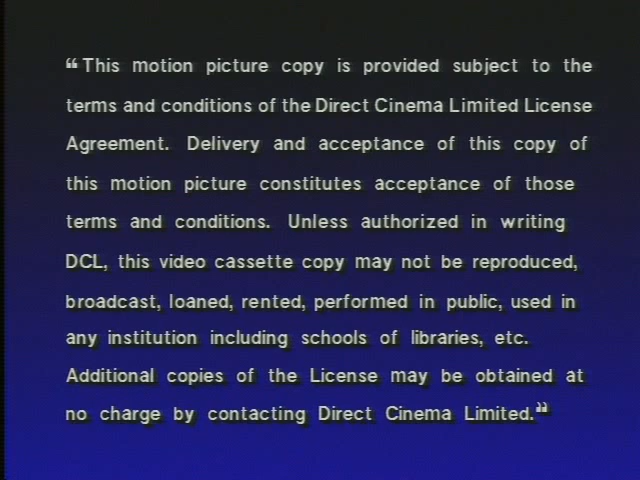 “This motion picture copy is provided subject to the
terms and conditions of the Direct Cinema Limited License
Agreement. Delivery and acceptance of this copy of
this motion picture constitutes acceptance of those
terms and conditions. Unless authorized in writing
DCL, this video cassette copy may not be reproduced,
broadcast, loaned, rented, performed in public, used in
any institution including schools of libraries, etc.
Additional copies of the License may be obtained at
no charge by contacting Direct Cinema Limited.”